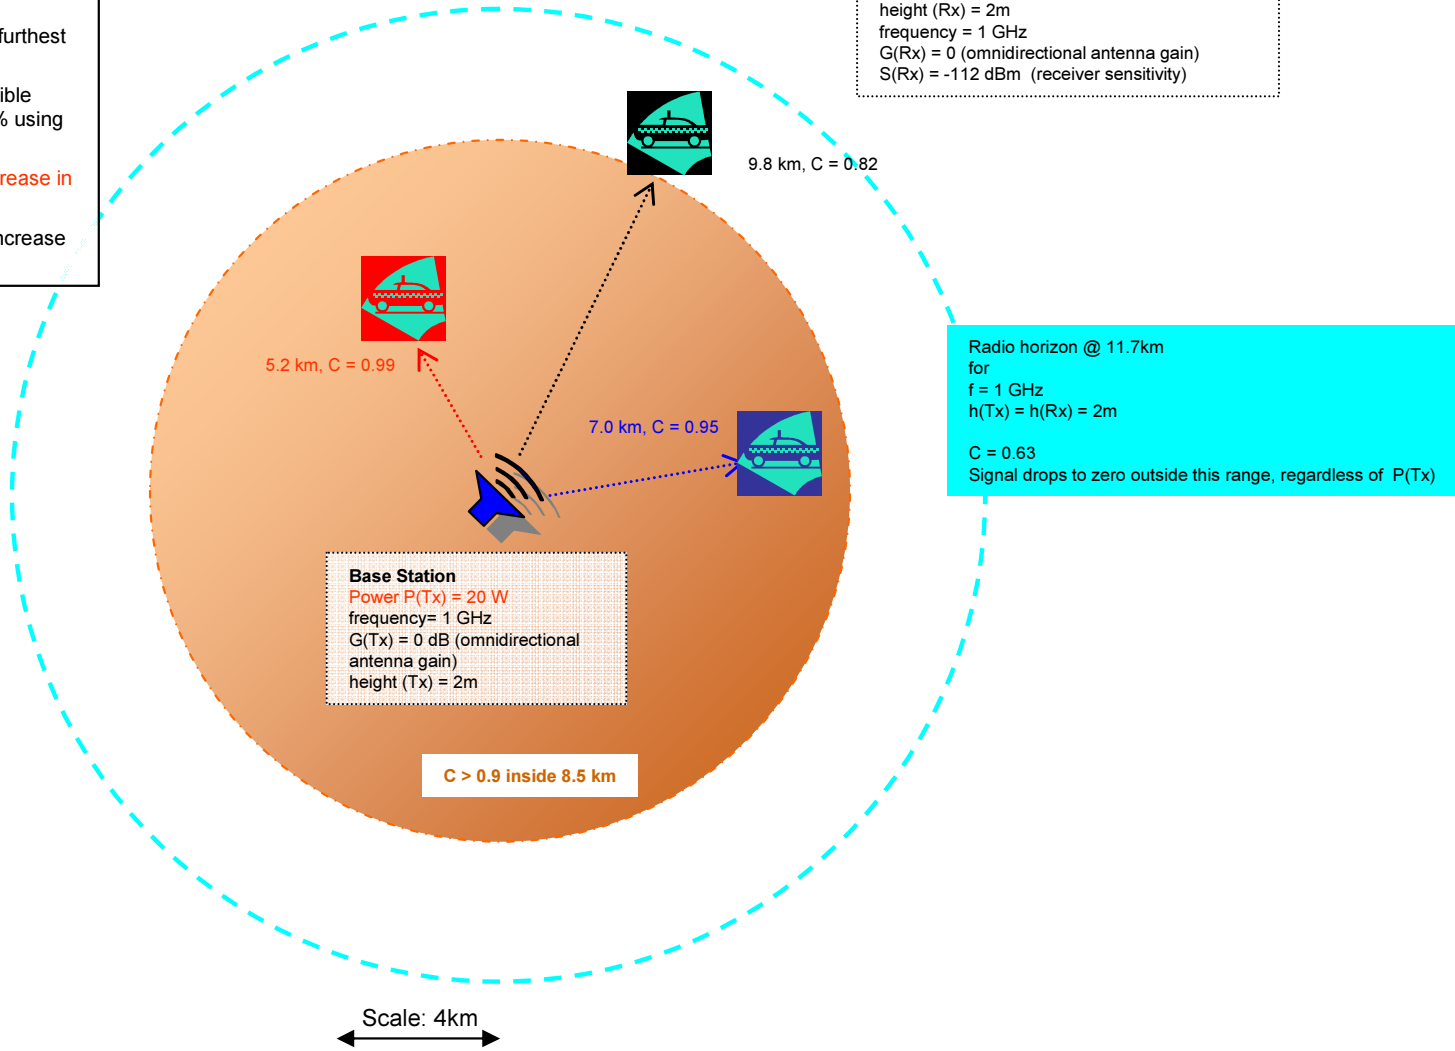 furthest
ible
% using
rease in
ncrease
height (Rx) = 2m
frequency = 1 GHz
G(Rx) = 0 (omnidirectional antenna gain)
S(Rx) = -112 dBm  (receiver sensitivity)
9.8 km, C = 0.82
5.2 km, C = 0.99
7.0 km, C = 0.95
Radio horizon @ 11.7km
for
f = 1 GHz
h(Tx) = h(Rx) = 2m
C = 0.63
Signal drops to zero outside this range, regardless of  P(Tx)
Base Station
Power P(Tx) = 20 W
frequency= 1 GHz
G(Tx) = 0 dB (omnidirectional
antenna gain)
height (Tx) = 2m
C > 0.9 inside 8.5 km
Scale: 4km